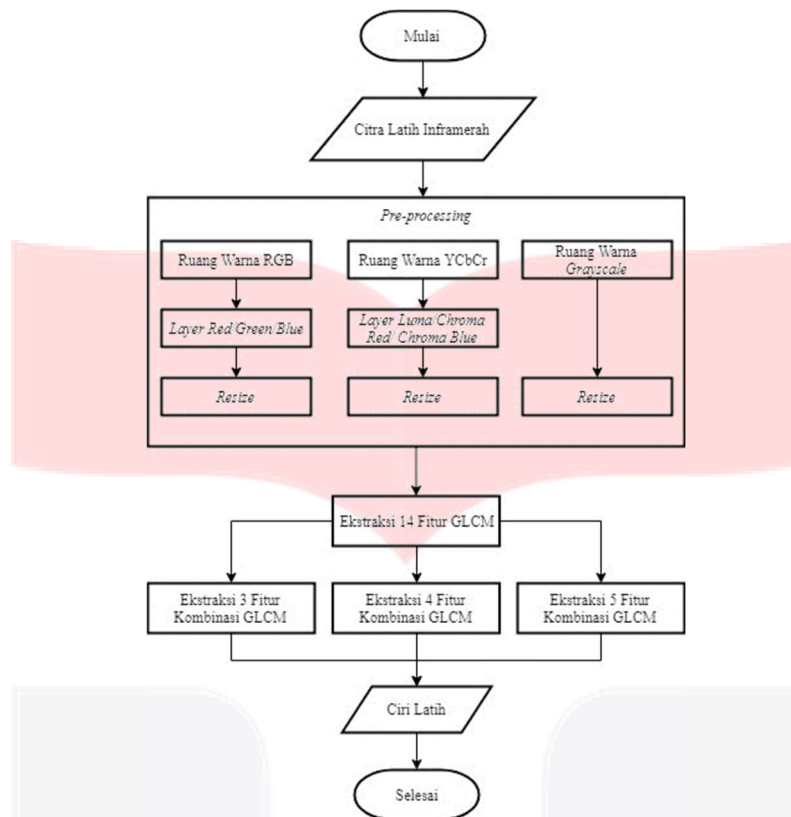 Mulai
Citra Latih Inframerah
Pre-processing
Ruang Warna RGB
Ruang Warna YCbCr
Ruang Warna
Grayscale
Layer Red/Green/Blue
Layer Luma/Chroma
Red/ Chroma Blue
Resize
Resize
Resize
Ekstraksi 14 Fitur GLCM
Ekstraksi 3 Fitur
Kombinasi GLCM
Ekstraksi 4 Fitur
Kombinasi GLCM
Ekstraksi 5 Fitur
Kombinasi GLCM
Ciri Latih
Selesai